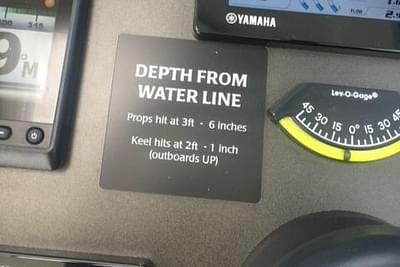 YAMAHA
9°M
DEPTH FROM
WATER LINE
Props hit at 3ft - 6 inches
Keel hits at 2ft - 1 inch
(outboards UP)
Lev-O-Gage®
45 30 15 0° 15 30 45